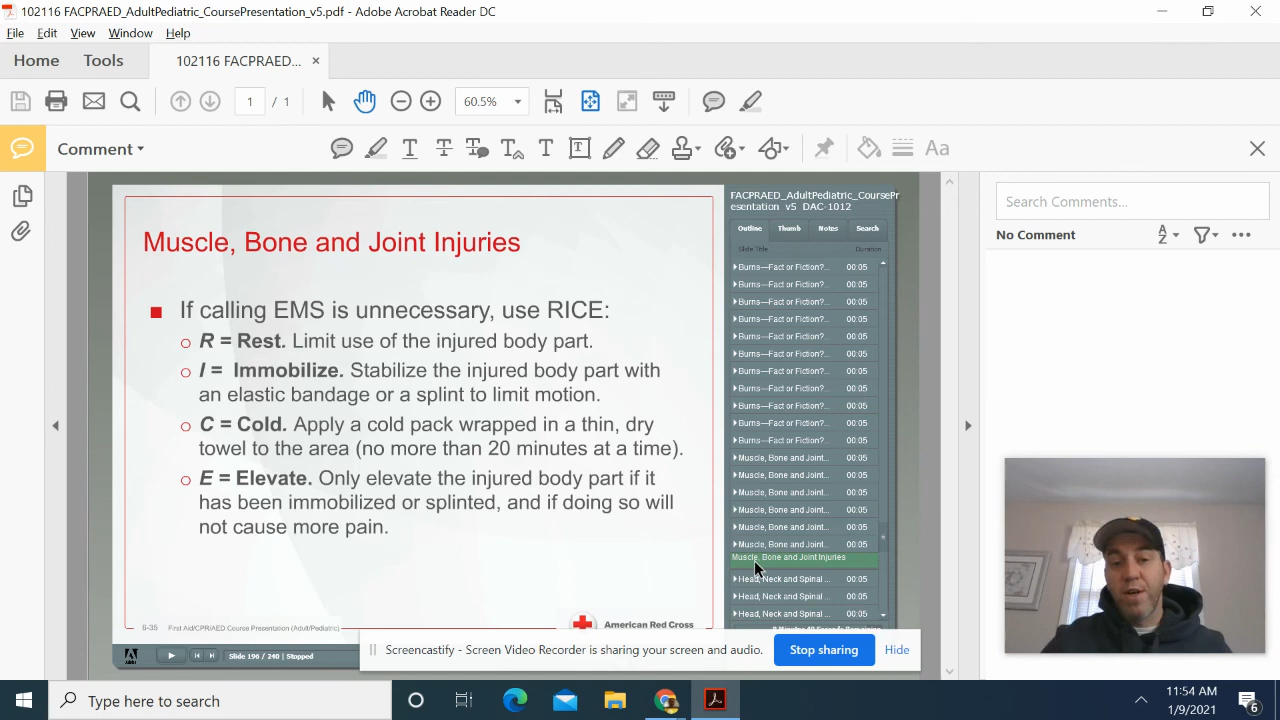 102116 FACPRAED_AdultPediatric_CoursePresentation_v5.pdf - Adobe Acrobat Reader DC
File Edit View Window Help
Home Tools 102116 FACPRAED... ×
1 / 1 60.5%
Comment
Muscle, Bone and Joint Injuries
If calling EMS is unnecessary, use RICE:
R = Rest. Limit use of the injured body part.
I = Immobilize. Stabilize the injured body part with
an elastic bandage or a splint to limit motion.
C = Cold. Apply a cold pack wrapped in a thin, dry
towel to the area (no more than 20 minutes at a time).
E = Elevate. Only elevate the injured body part if it
has been immobilized or splinted, and if doing so will
not cause more pain.
6-35 First Aid/CPR/AED Course Presentation (Adult/Pediatric)
American Red Cross
Slide 196 / 240 | Stopped
FACPRAED_AdultPediatric_CoursePr
esentation v5 DAC-1012
Outline Thumb Notes Search
Slide Title Duration
Burns—Fact or Fiction?... 00:05
Burns—Fact or Fiction?... 00:05
Burns—Fact or Fiction?... 00:05
Burns—Fact or Fiction?... 00:05
Burns—Fact or Fiction?... 00:05
Burns—Fact or Fiction?... 00:05
Burns—Fact or Fiction?... 00:05
Burns—Fact or Fiction?... 00:05
Burns—Fact or Fiction?... 00:05
Burns—Fact or Fiction?... 00:05
Burns—Fact or Fiction?... 00:05
Muscle, Bone and Joint... 00:05
Muscle, Bone and Joint... 00:05
Muscle, Bone and Joint... 00:05
Muscle, Bone and Joint... 00:05
Muscle, Bone and Joint... 00:05
Muscle, Bone and Joint... 00:05
Muscle, Bone and Joint Injuries
Head, Neck and Spinal ... 00:05
Head, Neck and Spinal ... 00:05
Head, Neck and Spinal ... 00:05
Search Comments...
No Comment
Screencastify - Screen Video Recorder is sharing your screen and audio. Stop sharing Hide
Type here to search
11:54 AM
1/9/2021
6